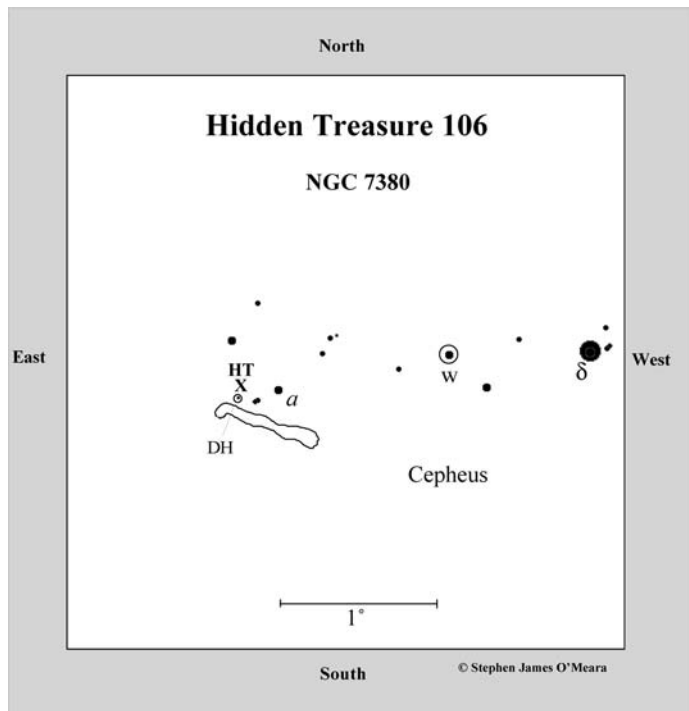 North
Hidden Treasure 106
NGC 7380
East
West
HT
X
a
w
δ
DH
Cepheus
1°
South
© Stephen James O'Meara